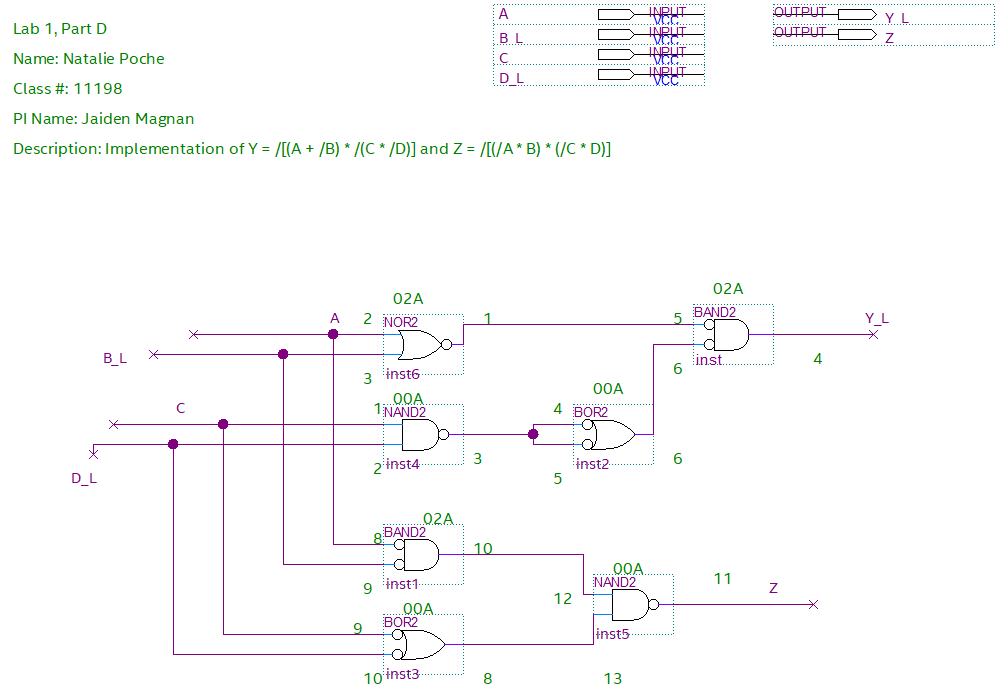 Lab 1, Part D
Name: Natalie Poche
Class #: 11198
PI Name: Jaiden Magnan
Description: Implementation of Y = /[(A + /B) * /(C * /D)] and Z = /[(/A * B) * (/C * D)]
A INPUT VCC
B_L INPUT VCC
C INPUT VCC
D_L INPUT VCC
OUTPUT Y_L
OUTPUT Z
02A
02A
A 2 NOR2 1 5 BAND2 Y_L
B_L
3 inst6 6 inst 4
00A 00A
C 1 NAND2 4 BOR2
2 inst4 3 5 inst2 6
D_L
02A
8 BAND2 10
9 inst1
00A
12 NAND2 11 Z
00A
9 BOR2 inst5
10 inst3 8 13